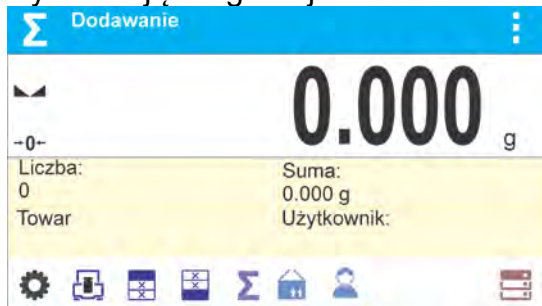 Σ Dodawanie
0.000 g
→0←
Liczba: Suma:
0 0.000 g
Towar Użytkownik:
Σ